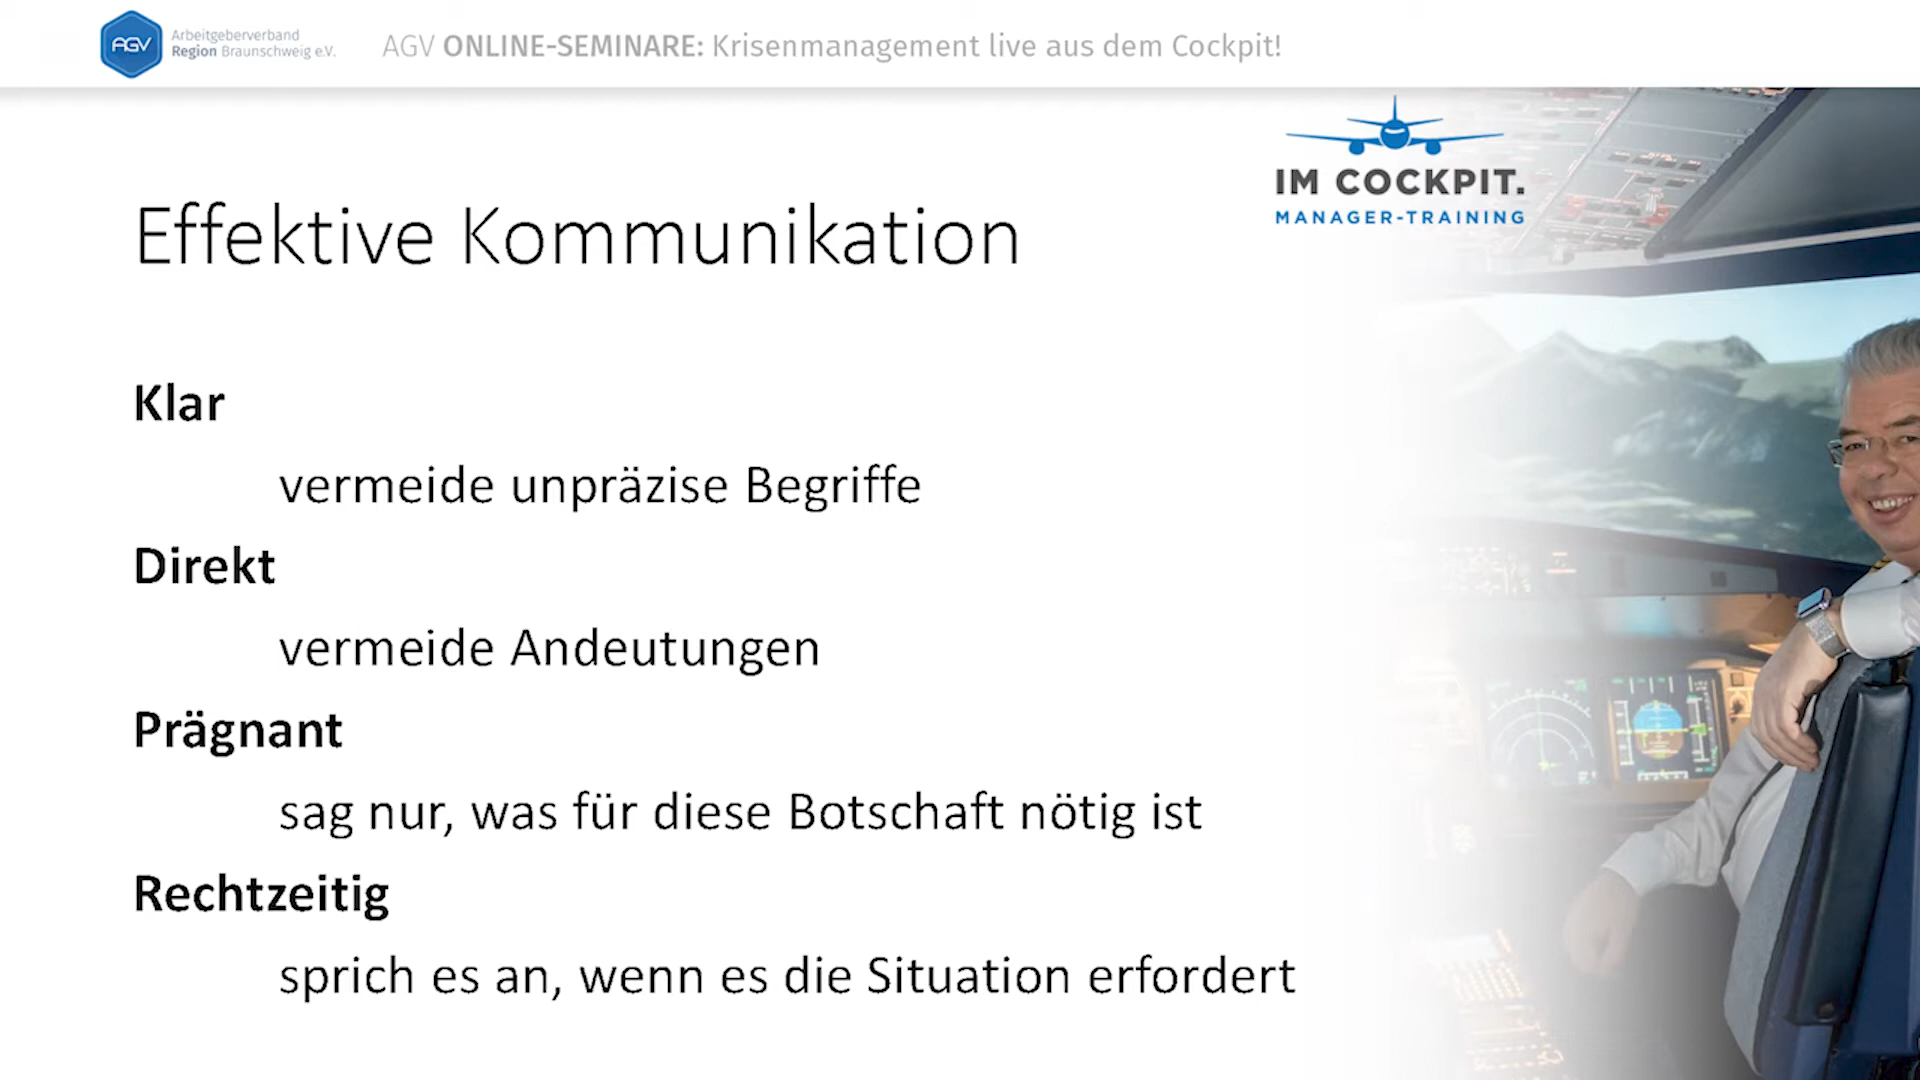 AGV
Arbeitgeberverband
Region Braunschweig e.V.
AGV ONLINE-SEMINARE: Krisenmanagement live aus dem Cockpit!
IM COCKPIT.
MANAGER-TRAINING
Effektive Kommunikation
Klar
vermeide unpräzise Begriffe
Direkt
vermeide Andeutungen
Prägnant
sag nur, was für diese Botschaft nötig ist
Rechtzeitig
sprich es an, wenn es die Situation erfordert